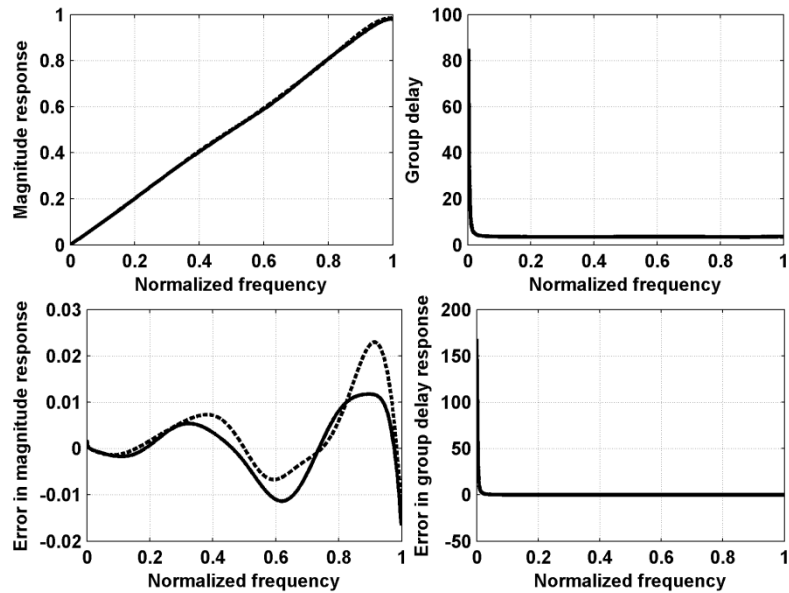 Magnitude response
1
0.8
0.6
0.4
0.2
0
0 0.2 0.4 0.6 0.8 1
Normalized frequency
Group delay
100
80
60
40
20
0
0 0.2 0.4 0.6 0.8 1
Normalized frequency
Error in magnitude response
0.03
0.02
0.01
0
-0.01
-0.02
0 0.2 0.4 0.6 0.8 1
Normalized frequency
Error in group delay response
200
150
100
50
0
-50
0 0.2 0.4 0.6 0.8 1
Normalized frequency